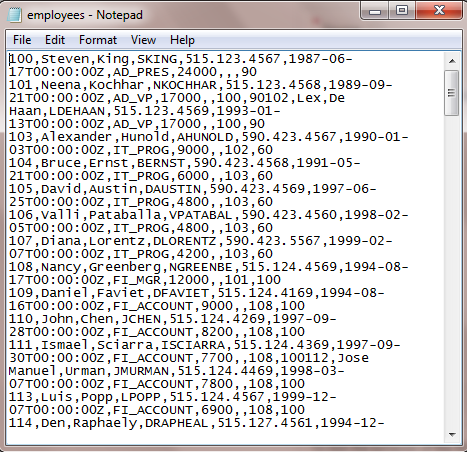 employees - Notepad
File Edit Format View Help
100,Steven,King,SKING,515.123.4567,1987-06-
17T00:00:00Z,AD_PRES,24000,,,90
101,Neena,Kochhar,NKOCHHAR,515.123.4568,1989-09-
21T00:00:00Z,AD_VP,17000,,100,90102,Lex,De
Haan,LDEHAAN,515.123.4569,1993-01-
13T00:00:00Z,AD_VP,17000,,100,90
103,Alexander,Hunold,AHUNOLD,590.423.4567,1990-01-
03T00:00:00Z,IT_PROG,9000,,102,60
104,Bruce,Ernst,BERNST,590.423.4568,1991-05-
21T00:00:00Z,IT_PROG,6000,,103,60
105,David,Austin,DAUSTIN,590.423.4569,1997-06-
25T00:00:00Z,IT_PROG,4800,,103,60
106,Valli,Pataballa,VPATABAL,590.423.4560,1998-02-
05T00:00:00Z,IT_PROG,4800,,103,60
107,Diana,Lorentz,DLORENTZ,590.423.5567,1999-02-
07T00:00:00Z,IT_PROG,4200,,103,60
108,Nancy,Greenberg,NGREENBE,515.124.4569,1994-08-
17T00:00:00Z,FI_MGR,12000,,101,100
109,Daniel,Faviet,DFAVIET,515.124.4169,1994-08-
16T00:00:00Z,FI_ACCOUNT,9000,,108,100
110,John,Chen,JCHEN,515.124.4269,1997-09-
28T00:00:00Z,FI_ACCOUNT,8200,,108,100
111,Ismael,Sciarra,ISCIARRA,515.124.4369,1997-09-
30T00:00:00Z,FI_ACCOUNT,7700,,108,100112,Jose
Manuel,Urman,JMURMAN,515.124.4469,1998-03-
07T00:00:00Z,FI_ACCOUNT,7800,,108,100
113,Luis,Popp,LPOPP,515.124.4567,1999-12-
07T00:00:00Z,FI_ACCOUNT,6900,,108,100
114,Den,Raphaely,DRAPHEAL,515.127.4561,1994-12-